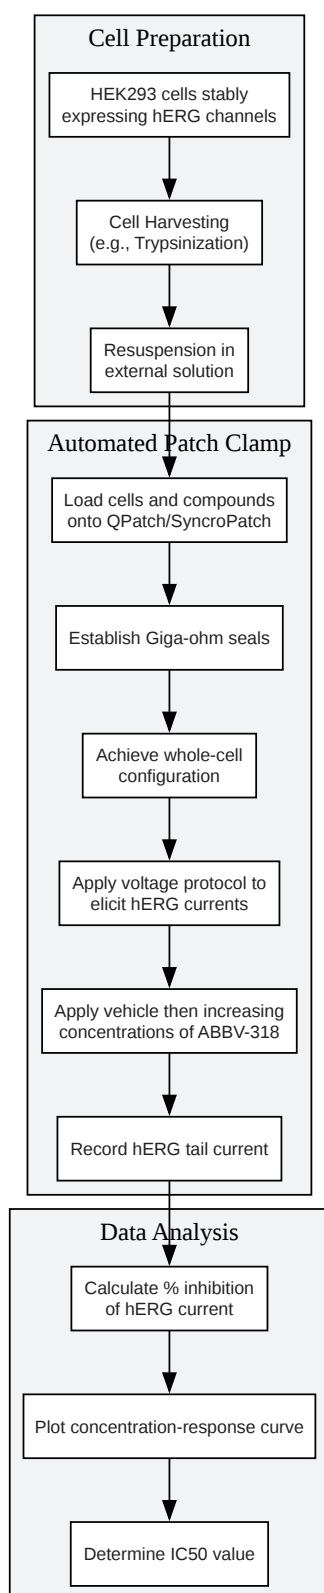 Cell Preparation
HEK293 cells stably
expressing hERG channels
Cell Harvesting
(e.g., Trypsinization)
Resuspension in
external solution
Automated Patch Clamp
Load cells and compounds
onto QPatch/SyncroPatch
Establish Giga-ohm seals
Achieve whole-cell
configuration
Apply voltage protocol to
elicit hERG currents
Apply vehicle then increasing
concentrations of ABBV-318
Record hERG tail current
Data Analysis
Calculate % inhibition
of hERG current
Plot concentration-response curve
Determine IC50 value